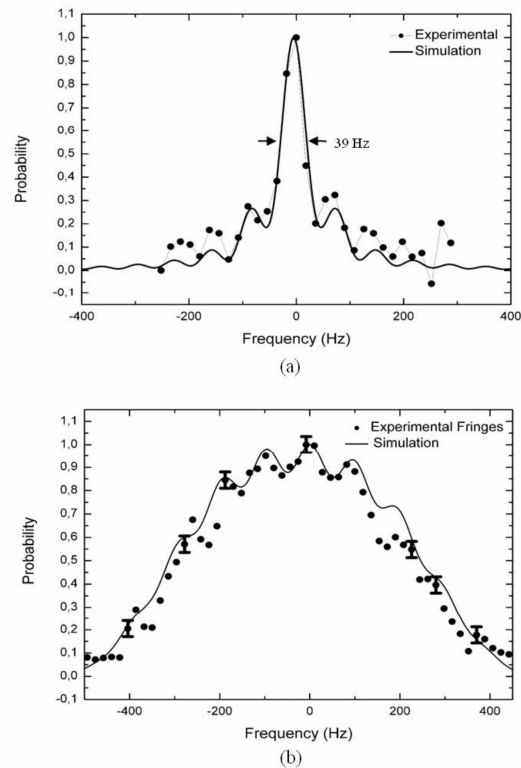 1,1
1,0
0,9
0,8
0,7
0,6
0,5
0,4
0,3
0,2
0,1
0,0
-0,1
Probability
Experimental
Simulation
39 Hz
-400 -200 0 200 400
Frequency (Hz)
(a)
1,1
1,0
0,9
0,8
0,7
0,6
0,5
0,4
0,3
0,2
0,1
0,0
-0,1
Probability
Experimental Fringes
Simulation
-400 -200 0 200 400
Frequency (Hz)
(b)